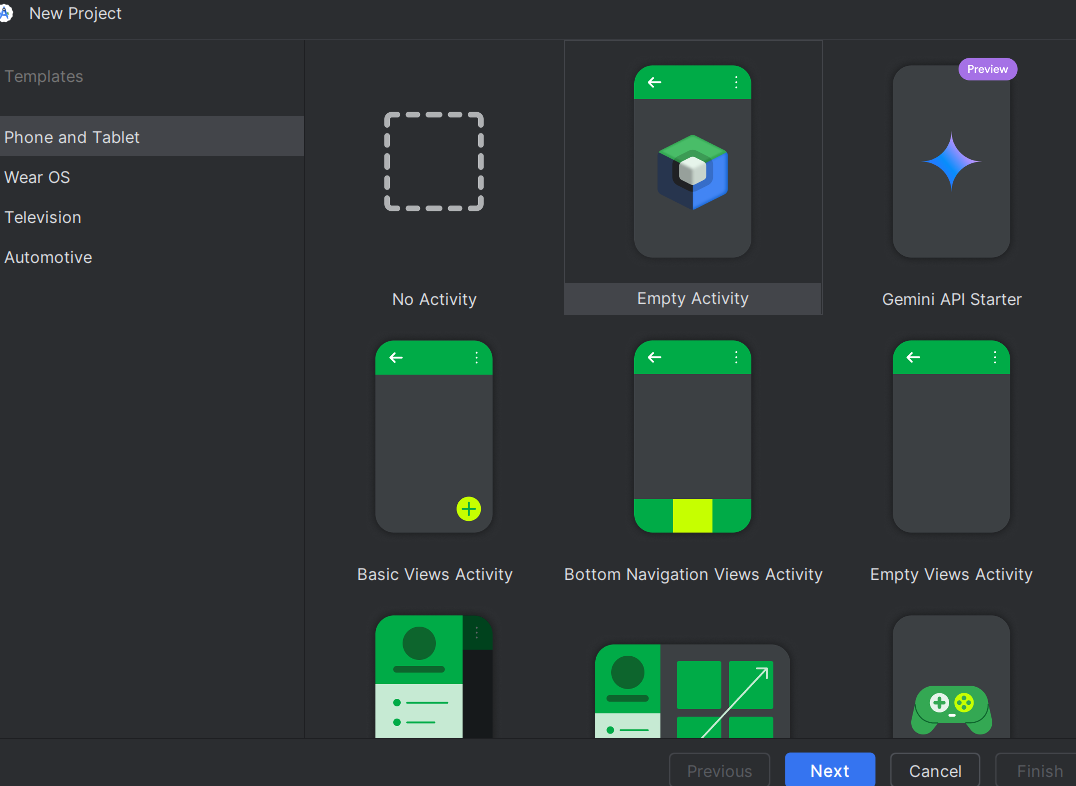 New Project
Templates
Phone and Tablet
Wear OS
Television
Automotive
Preview
No Activity
Empty Activity
Gemini API Starter
Basic Views Activity
Bottom Navigation Views Activity
Empty Views Activity
Previous
Next
Cancel
Finish